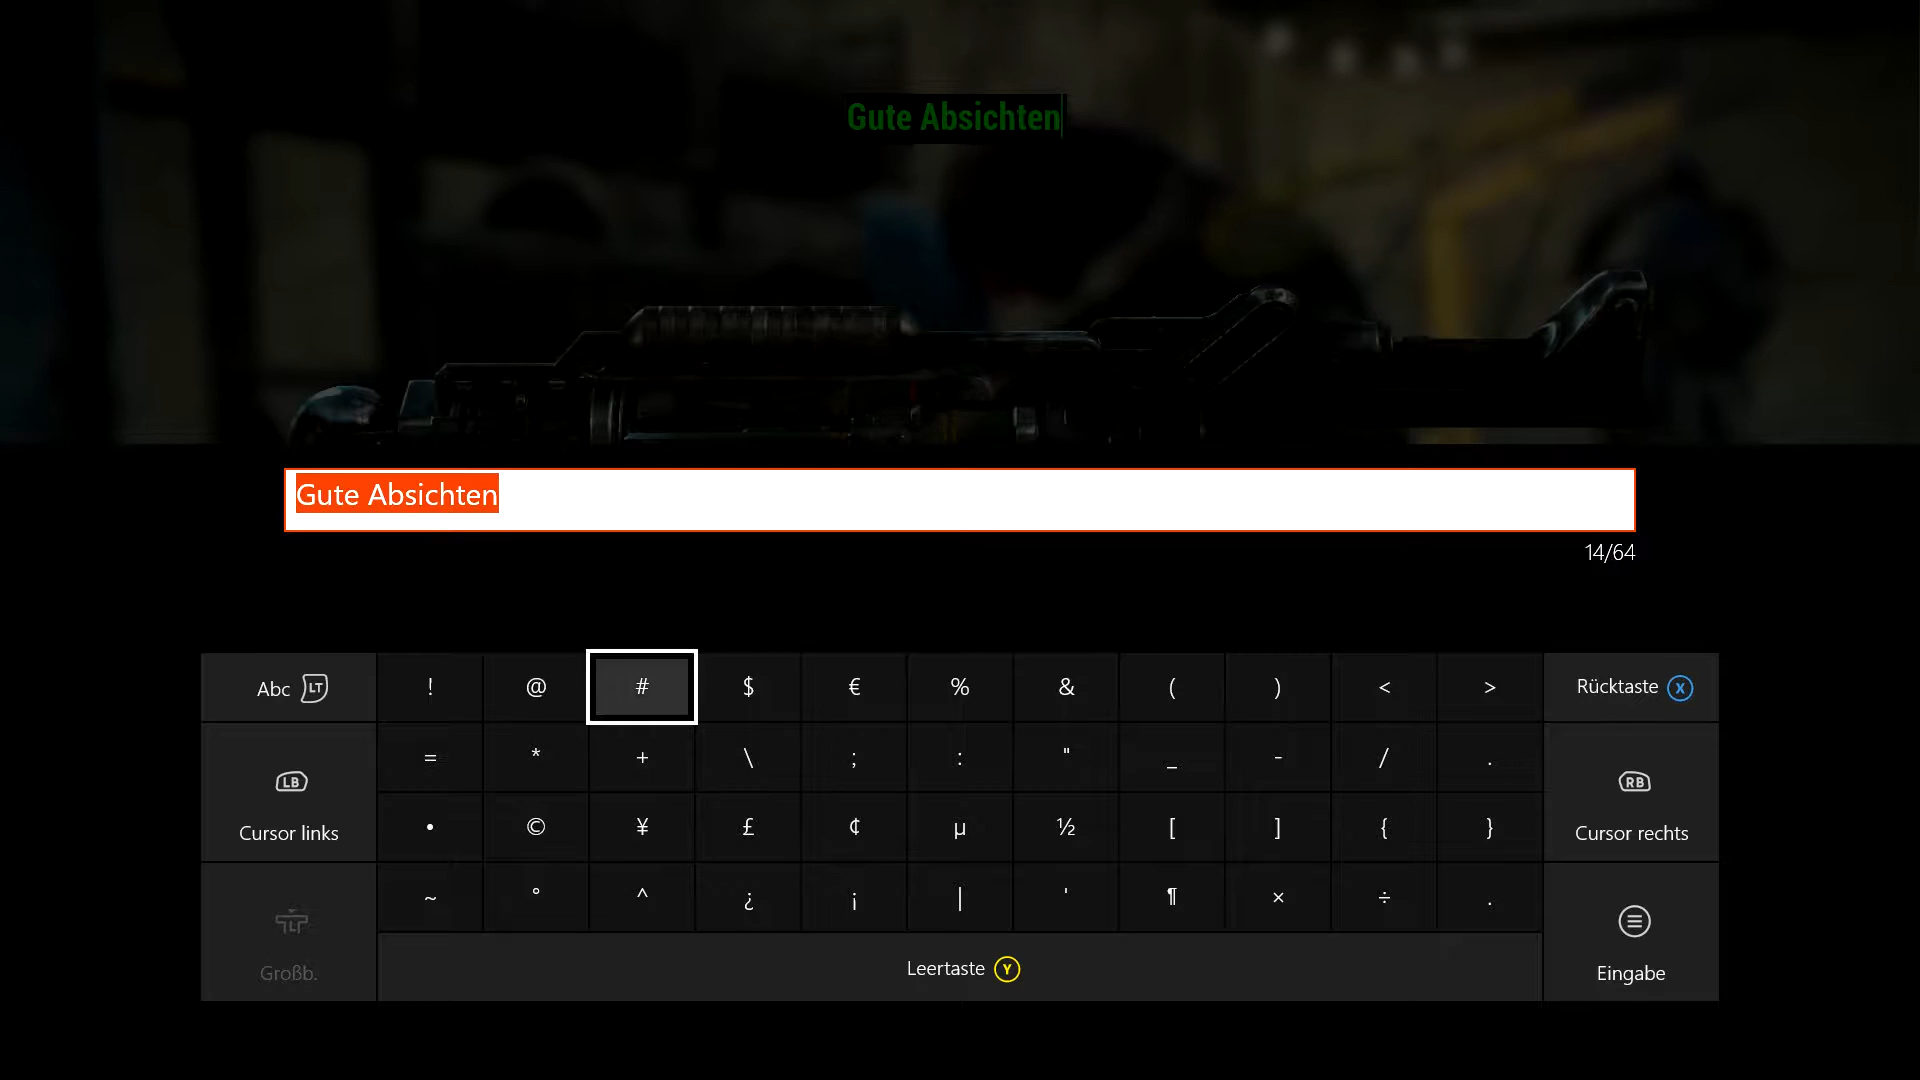 Gute Absichten
Gute Absichten
14/64
Abc LT ! @ # $ € % & ( ) < > Rücktaste X
= * + \ ; : " _ - / .
LB RB
Cursor links Cursor rechts
• © ¥ £ ¢ µ ½ [ ] { }
~ ° ^ ¿ ¡ | ' ¶ × ÷ .
Großb. Eingabe
Leertaste Y